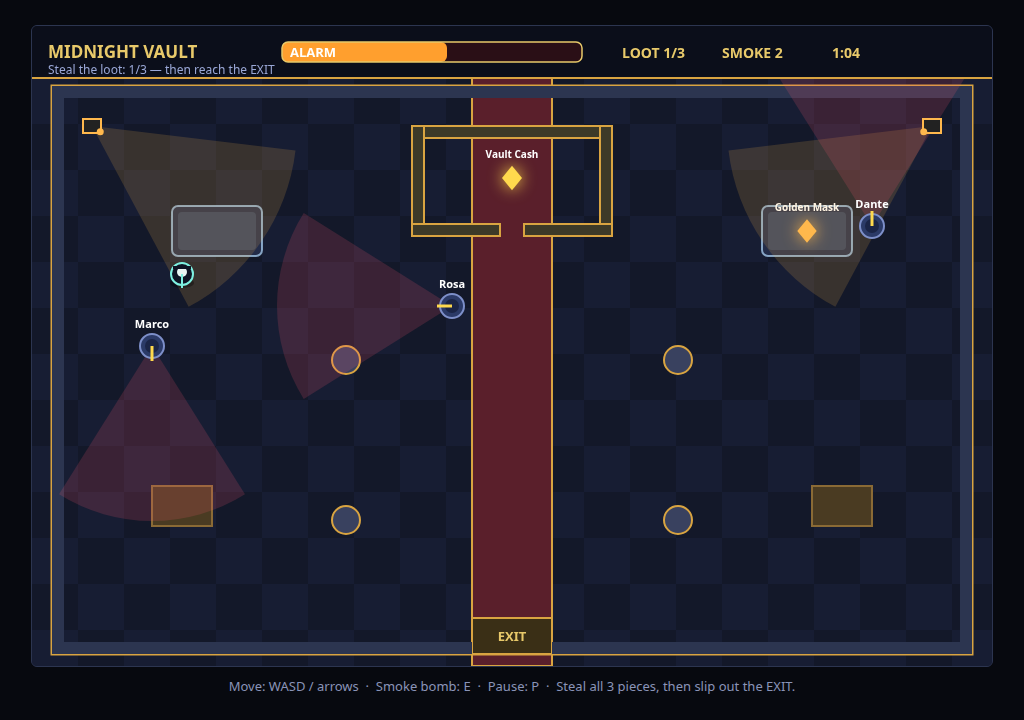 MIDNIGHT VAULT
Steal the loot: 1/3 — then reach the EXIT
ALARM
LOOT 1/3
SMOKE 2
1:04
Vault Cash
Golden Mask
Dante
Rosa
Marco
EXIT
Move: WASD / arrows · Smoke bomb: E · Pause: P · Steal all 3 pieces, then slip out the EXIT.